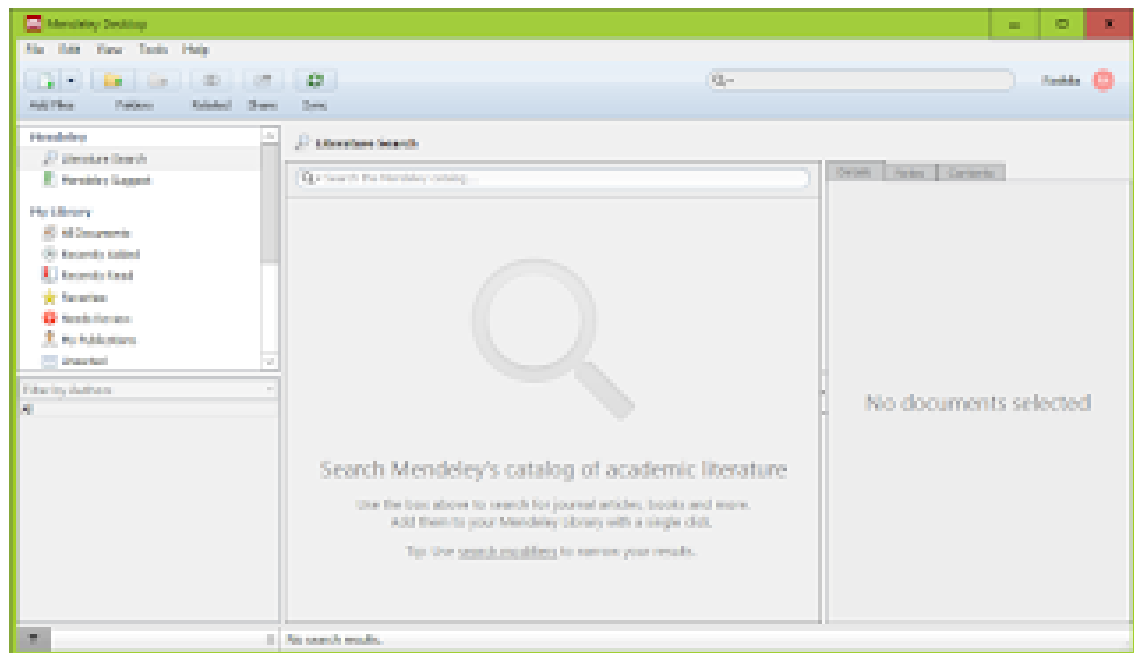 Mendeley Desktop
File Edit View Tools Help
Add Files Folders Related Share Sync
Mendeley
Literature Search
Mendeley Support
My Library
All Documents
Recently Added
Recently Read
Favorites
Needs Review
My Publications
Unsorted
Filter by Authors
All
Literature Search
Search the Mendeley catalog...
Search Mendeley's catalog of academic literature
Use the box above to search for journal articles, books and more.
Add them to your Mendeley Library with a single click.
Tip: Use search modifiers to narrow your results.
No search results.
Details Notes Contents
No documents selected